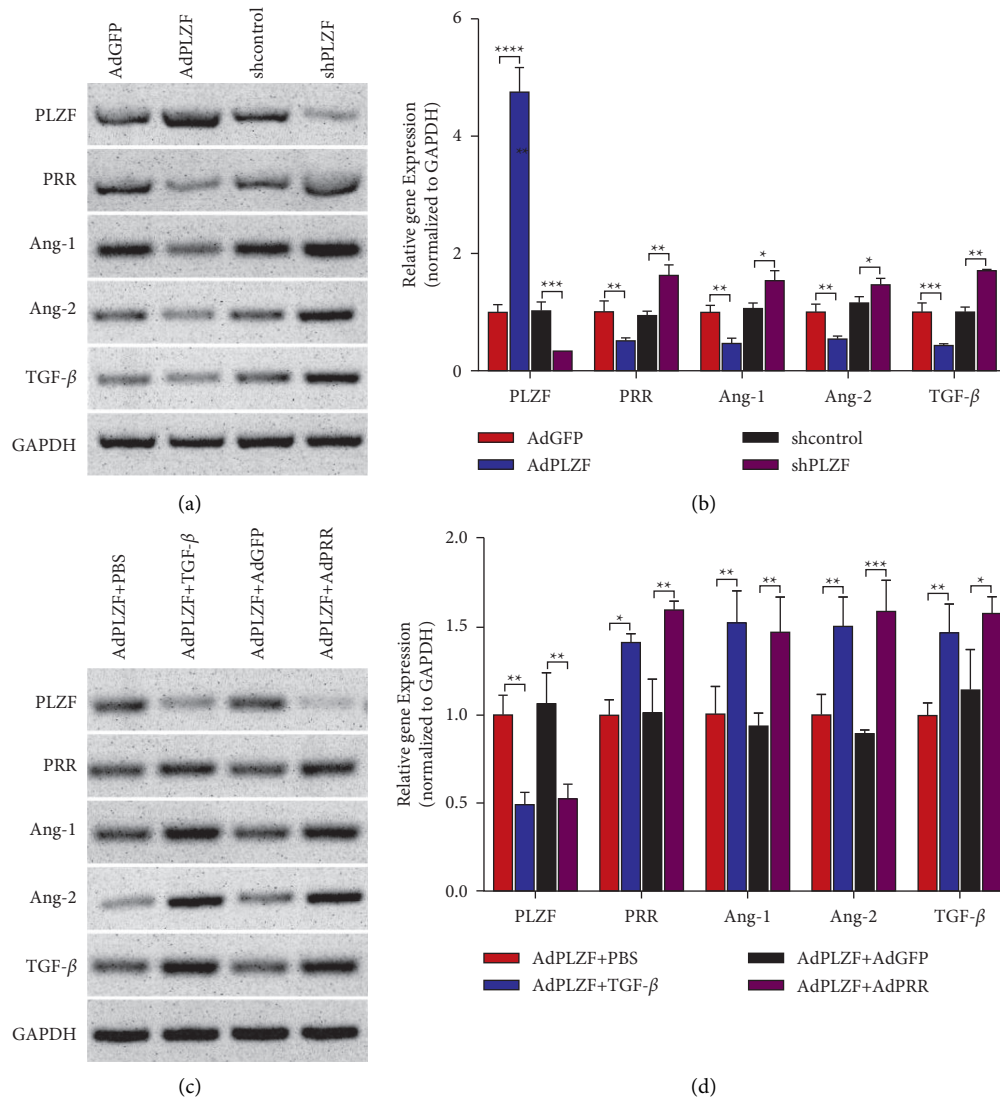 AdGFP AdPLZF shcontrol shPLZF
PLZF
PRR
Ang-1
Ang-2
TGF-β
GAPDH
(a)
Relative gene Expression
(normalized to GAPDH)
6
4
2
0
**** ** *** ** ** ** * ** * *** **
PLZF PRR Ang-1 Ang-2 TGF-β
AdGFP shcontrol
AdPLZF shPLZF
(b)
AdPLZF+PBS AdPLZF+TGF-β AdPLZF+AdGFP AdPLZF+AdPRR
PLZF
PRR
Ang-1
Ang-2
TGF-β
GAPDH
(c)
Relative gene Expression
(normalized to GAPDH)
2.0
1.5
1.0
0.5
0.0
** ** * ** ** ** ** *** ** *
PLZF PRR Ang-1 Ang-2 TGF-β
AdPLZF+PBS AdPLZF+AdGFP
AdPLZF+TGF-β AdPLZF+AdPRR
(d)